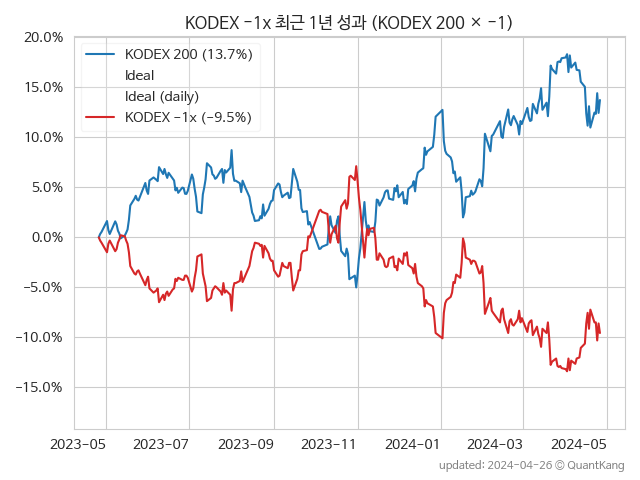 KODEX -1x 최근 1년 성과 (KODEX 200 × -1)
20.0%
15.0%
10.0%
5.0%
0.0%
-5.0%
-10.0%
-15.0%
KODEX 200 (13.7%)
Ideal
Ideal (daily)
KODEX -1x (-9.5%)
2023-05 2023-07 2023-09 2023-11 2024-01 2024-03 2024-05
updated: 2024-04-26 © QuantKang